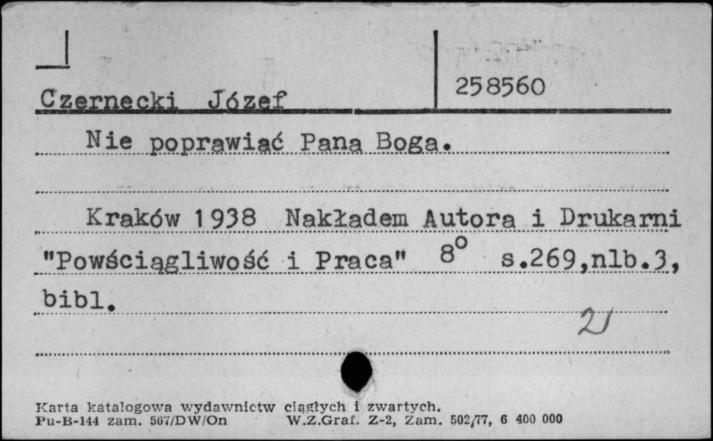 258560
Czernecki Józef
Nie poprawiać Pana Boga.
Kraków 1938 Nakładem Autora i Drukarni
"Powściągliwość i Praca" 8° s.269,nlb.3,
bibl.
Karta katalogowa wydawnictw ciągłych i zwartych.
Pu-B-144 zam. 567/DW/On W.Z.Graf. Z-2, Zam. 502/77, 6 400 000